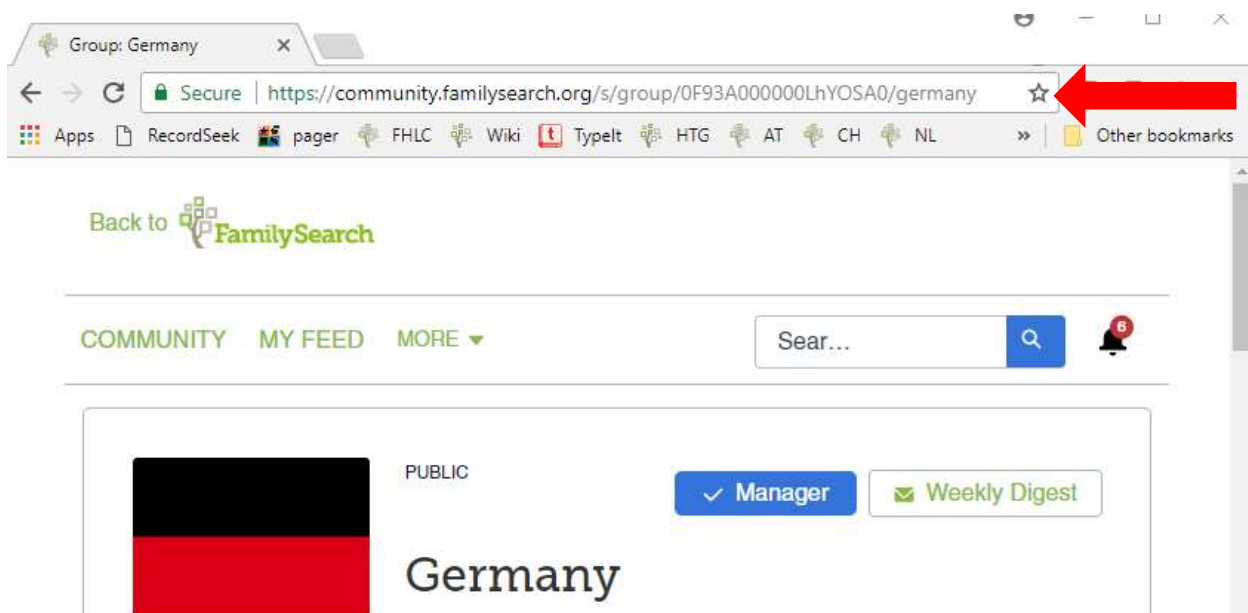 Group: Germany
Secure | https://community.familysearch.org/s/group/0F93A000000LhYOSA0/germany
Apps RecordSeek pager FHLC Wiki t TypeIt HTG AT CH NL » Other bookmarks
Back to FamilySearch
COMMUNITY MY FEED MORE Sear... 6
PUBLIC
Manager Weekly Digest
Germany